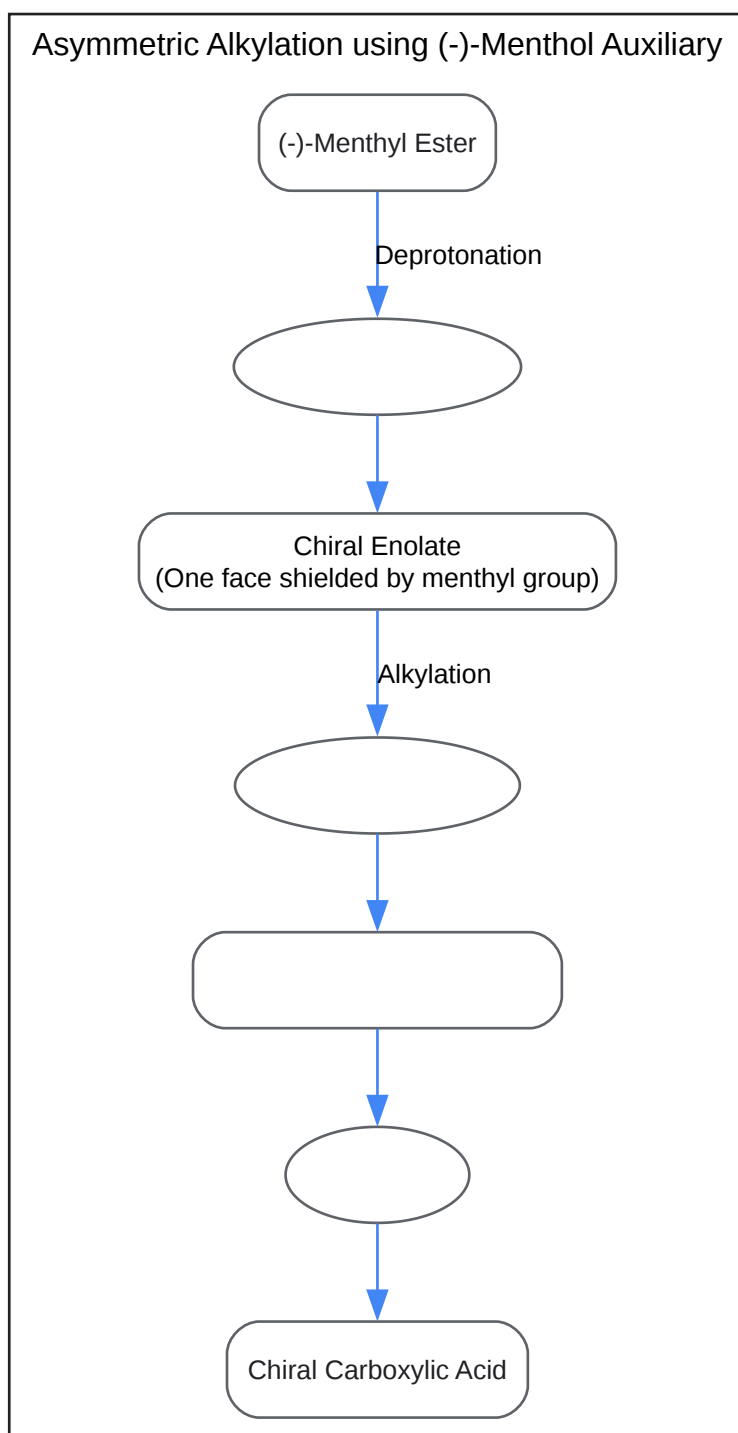 Asymmetric Alkylation using (-)-Menthol Auxiliary
(-)-Menthyl Ester
Deprotonation
Chiral Enolate
(One face shielded by menthyl group)
Alkylation
Chiral Carboxylic Acid